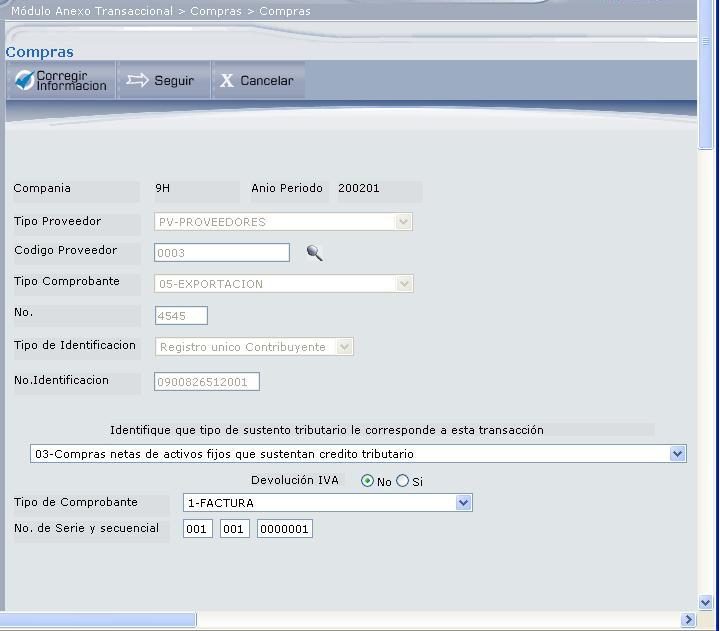 Módulo Anexo Transaccional > Compras > Compras
Compras
Corregir Informacion
Seguir
X Cancelar
Compania 9H Anio Periodo 200201
Tipo Proveedor PV-PROVEEDORES
Codigo Proveedor 0003
Tipo Comprobante 05-EXPORTACION
No. 4545
Tipo de Identificacion Registro unico Contribuyente
No.Identificacion 0900826512001
Identifique que tipo de sustento tributario le corresponde a esta transacción
03-Compras netas de activos fijos que sustentan credito tributario
Devolución IVA No Si
Tipo de Comprobante 1-FACTURA
No. de Serie y secuencial 001 001 0000001